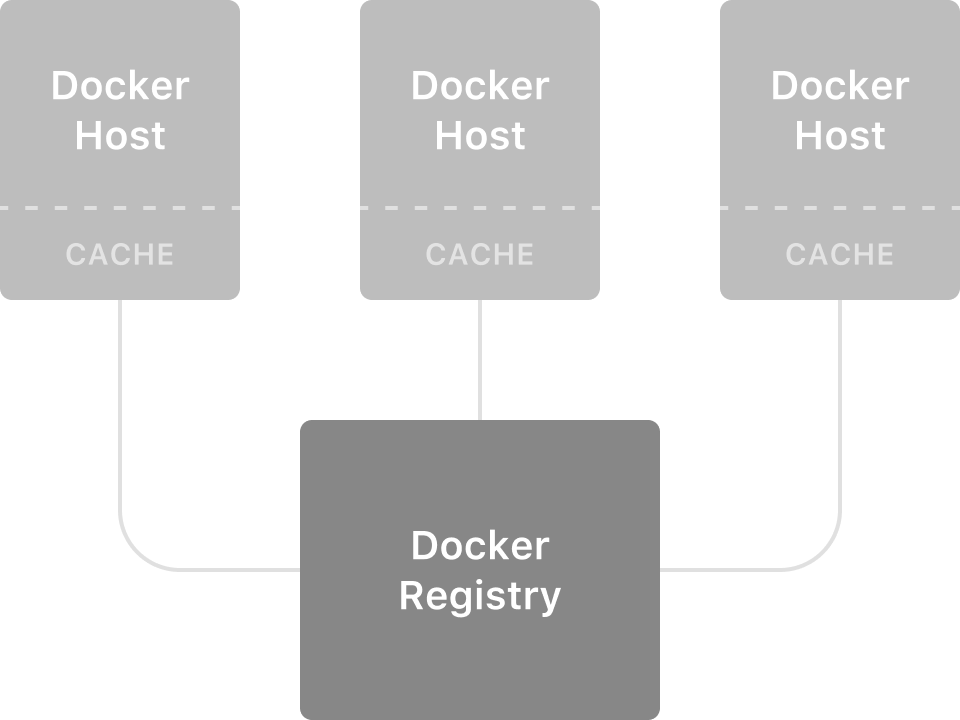 Docker
Host
CACHE
Docker
Host
CACHE
Docker
Host
CACHE
Docker
Registry